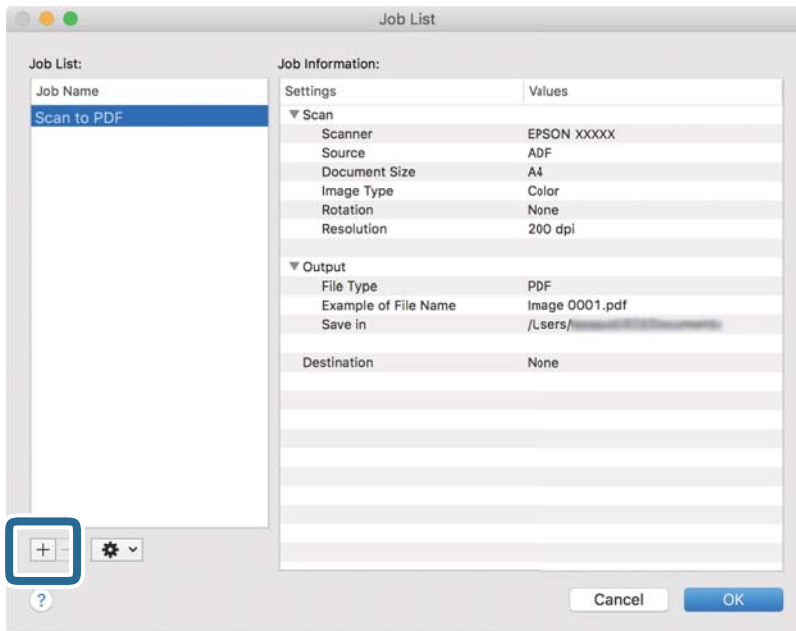 Job List
Job List:
Job Information:
Job Name
Scan to PDF
Settings Values
Scan
Scanner EPSON XXXXX
Source ADF
Document Size A4
Image Type Color
Rotation None
Resolution 200 dpi
Output
File Type PDF
Example of File Name Image 0001.pdf
Save in /Users/
Destination None
+ -
?
Cancel
OK